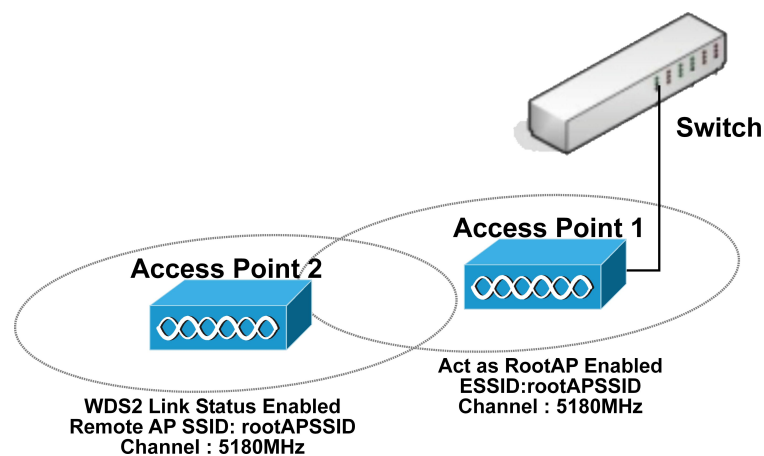 Switch
Access Point 1
Access Point 2
Act as RootAP Enabled
ESSID:rootAPSSID
Channel : 5180MHz
WDS2 Link Status Enabled
Remote AP SSID: rootAPSSID
Channel : 5180MHz